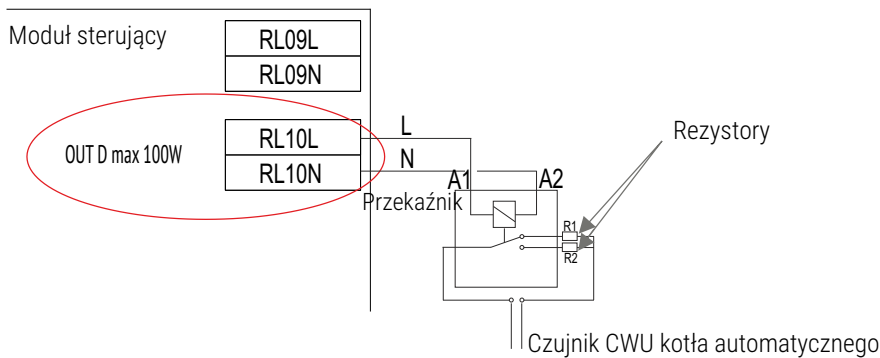 Moduł sterujący
RL09L
RL09N
OUT D max 100W
RL10L
RL10N
L
N
Rezystory
A1
A2
Przekaźnik
R1
R2
Czujnik CWU kotła automatycznego